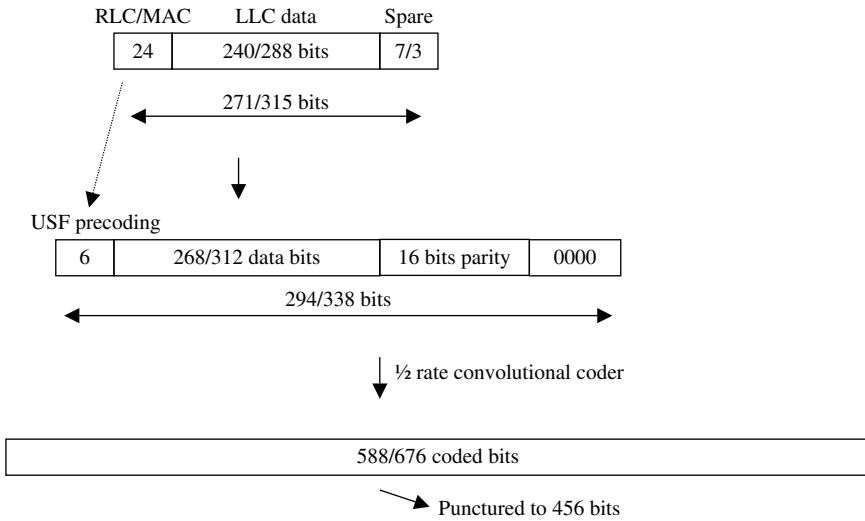 RLC/MAC LLC data Spare
24 240/288 bits 7/3
271/315 bits
USF precoding
6 268/312 data bits 16 bits parity 0000
294/338 bits
½ rate convolutional coder
588/676 coded bits
Punctured to 456 bits